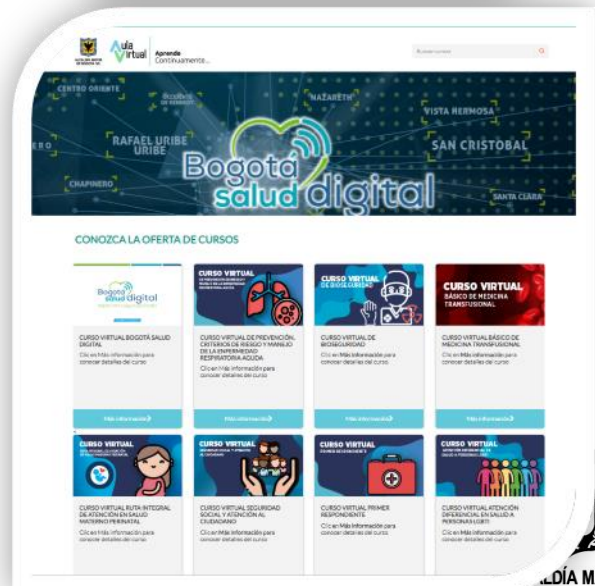 Aula
Virtual
Aprende
Continuamente...
Buscar cursos
CENTRO ORIENTE
NAZARETH
VISTA HERMOSA
RAFAEL URIBE
URIBE
SAN CRISTOBAL
CHAPINERO
SANTA CLARA
Bogotá
salud digital
CONOZCA LA OFERTA DE CURSOS
Bogotá
salud digital
CURSO VIRTUAL
CURSO VIRTUAL
DE BIOSEGURIDAD
CURSO VIRTUAL
BÁSICO DE MEDICINA
TRANSFUSIONAL
CURSO VIRTUAL BOGOTÁ SALUD
DIGITAL
Clic en Más información para
conocer detalles del curso
CURSO VIRTUAL DE PREVENCIÓN,
CRITERIOS DE RIESGO Y MANEJO
DE LA ENFERMEDAD
RESPIRATORIA AGUDA
Clic en Más información para
conocer detalles del curso
CURSO VIRTUAL DE
BIOSEGURIDAD
Clic en Más información para
conocer detalles del curso
CURSO VIRTUAL BÁSICO DE
MEDICINA TRANSFUSIONAL
Clic en Más información para
conocer detalles del curso
Más información
Más información
Más información
Más información
CURSO VIRTUAL
CURSO VIRTUAL
CURSO VIRTUAL
PRIMER RESPONDIENTE
CURSO VIRTUAL
CURSO VIRTUAL RUTA INTEGRAL
DE ATENCIÓN EN SALUD
MATERNO PERINATAL
Clic en Más información para
conocer detalles del curso
CURSO VIRTUAL SEGURIDAD
SOCIAL Y ATENCIÓN AL
CIUDADANO
Clic en Más información para
conocer detalles del curso
CURSO VIRTUAL PRIMER
RESPONDIENTE
Clic en Más información para
conocer detalles del curso
CURSO VIRTUAL ATENCIÓN
DIFERENCIAL EN SALUD A
PERSONAS LGBTI
Clic en Más información para
conocer detalles del curso
LDÍA M